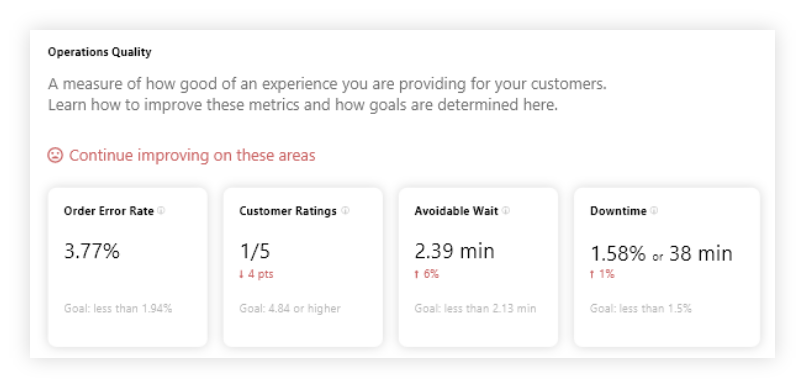 Operations Quality
A measure of how good of an experience you are providing for your customers.
Learn how to improve these metrics and how goals are determined here.
Continue improving on these areas
Order Error Rate
3.77%
Goal: less than 1.94%
Customer Ratings
1/5
↓ 4 pts
Goal: 4.84 or higher
Avoidable Wait
2.39 min
↑ 6%
Goal: less than 2.13 min
Downtime
1.58% or 38 min
↑ 1%
Goal: less than 1.5%